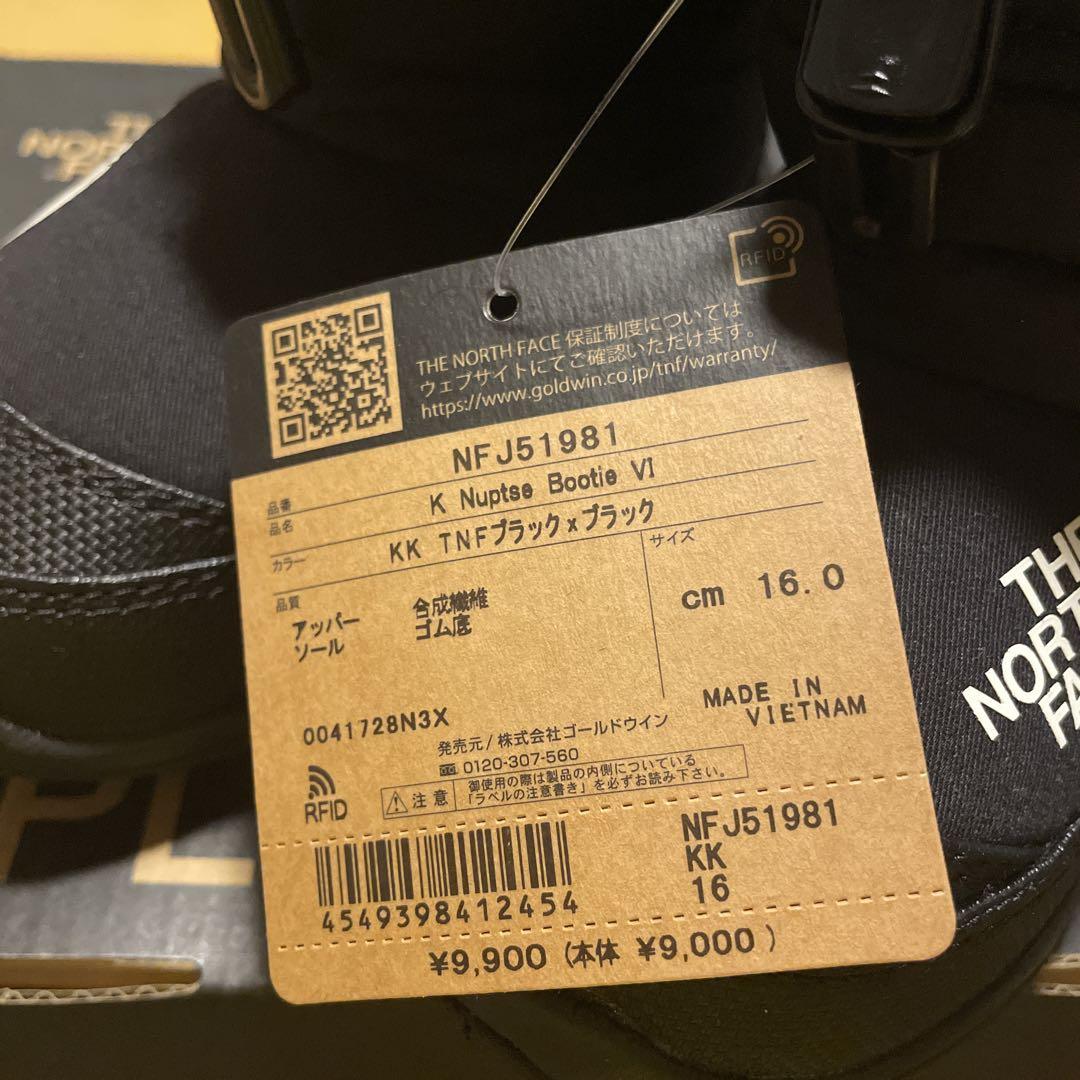 RFID
THE NORTH FACE 保証制度については
ウェブサイトにてご確認いただけます。
https://www.goldwin.co.jp/tnf/warranty/
品番 NFJ51981
品名 K Nuptse Bootie VI
カラー KK TNFブラックxブラック
品質
アッパー 合成繊維
ソール ゴム底
サイズ
cm 16.0
0041728N3X
MADE IN
VIETNAM
発売元/株式会社ゴールドウイン
0120-307-560
RFID
注意
御使用の際は製品の内側についている
「ラベルの注意書き」を必ずお読み下さい。
4549398412454
NFJ51981
KK
16
¥9,900 (本体 ¥9,000)
THE
NORTH
FA